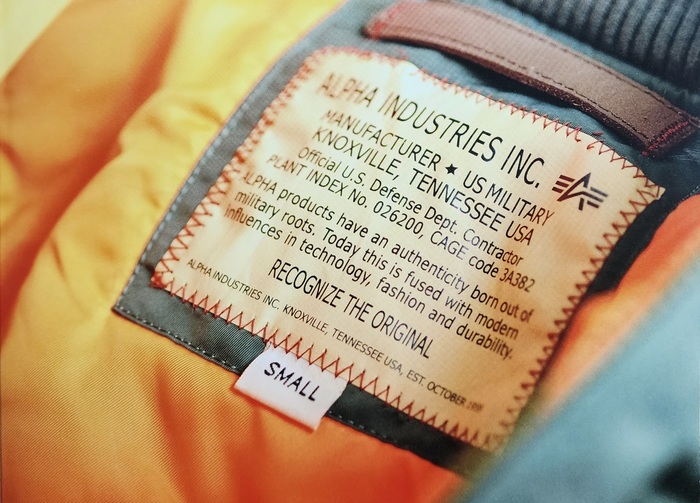 ALPHA INDUSTRIES INC.
MANUFACTURER ★ US MILITARY
KNOXVILLE, TENNESSEE USA
Official U.S. Defense Dept. Contractor
PLANT INDEX No. 026200, CAGE code 3A382
ALPHA products have an authenticity born out of
military roots. Today this is fused with modern
influences in technology, fashion and durability.
RECOGNIZE THE ORIGINAL
ALPHA INDUSTRIES INC. KNOXVILLE, TENNESSEE USA, EST. OCTOBER
SMALL